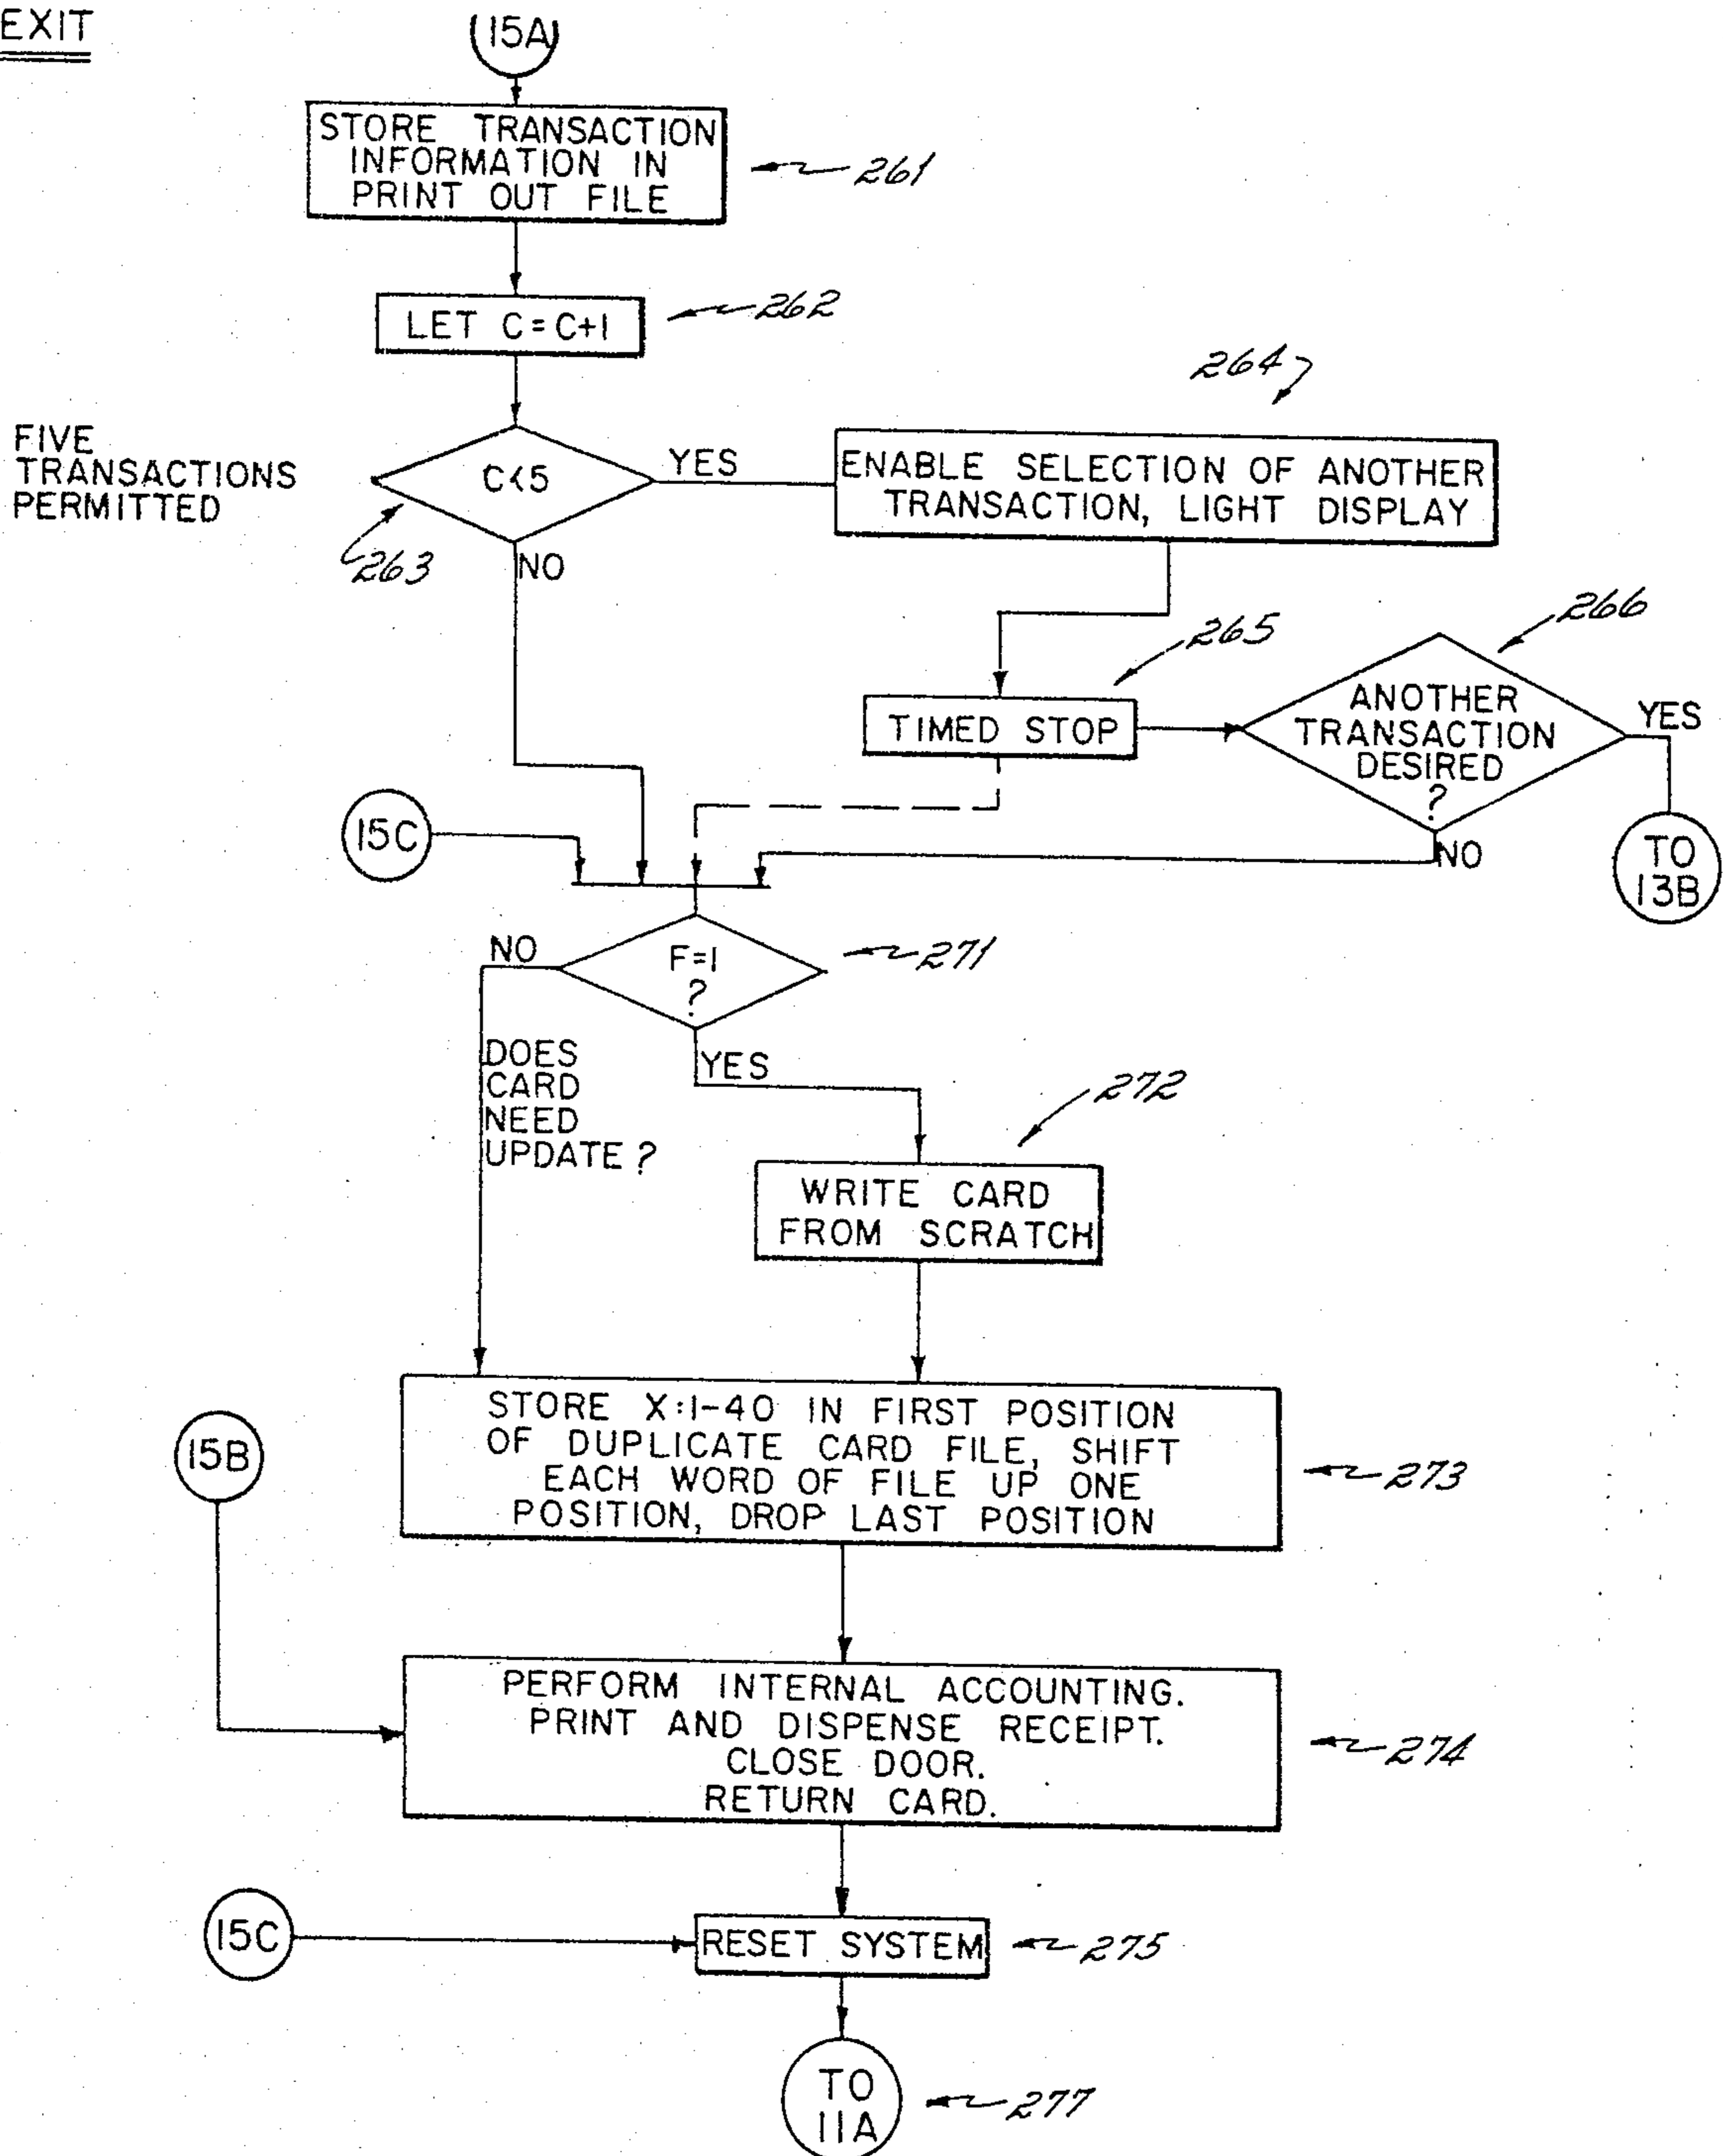 EXIT
15A
STORE TRANSACTION
INFORMATION IN
PRINT OUT FILE
261
LET C=C+1
262
FIVE
TRANSACTIONS
PERMITTED
C<5
263
YES
NO
264
ENABLE SELECTION OF ANOTHER
TRANSACTION, LIGHT DISPLAY
265
TIMED STOP
266
ANOTHER
TRANSACTION
DESIRED
?
YES
NO
TO
13B
15C
F=1
?
271
NO
YES
DOES
CARD
NEED
UPDATE ?
272
WRITE CARD
FROM SCRATCH
STORE X:1-40 IN FIRST POSITION
OF DUPLICATE CARD FILE, SHIFT
EACH WORD OF FILE UP ONE
POSITION, DROP LAST POSITION
273
15B
PERFORM INTERNAL ACCOUNTING.
PRINT AND DISPENSE RECEIPT.
CLOSE DOOR.
RETURN CARD.
274
15C
RESET SYSTEM
275
TO
11A
277